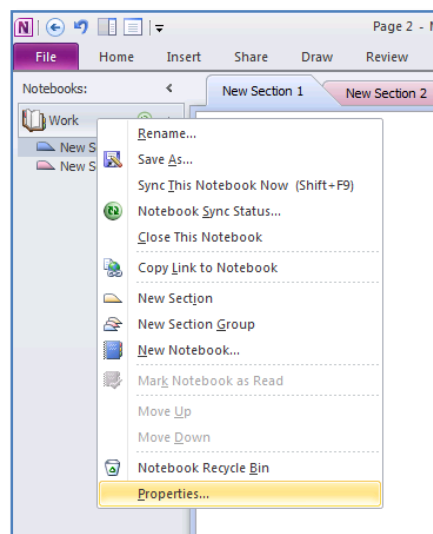 Page 2 -
File Home Insert Share Draw Review
Notebooks:
New Section 1
New Section 2
Work
New S
New S
Rename...
Save As...
Sync This Notebook Now (Shift+F9)
Notebook Sync Status...
Close This Notebook
Copy Link to Notebook
New Section
New Section Group
New Notebook...
Mark Notebook as Read
Move Up
Move Down
Notebook Recycle Bin
Properties...